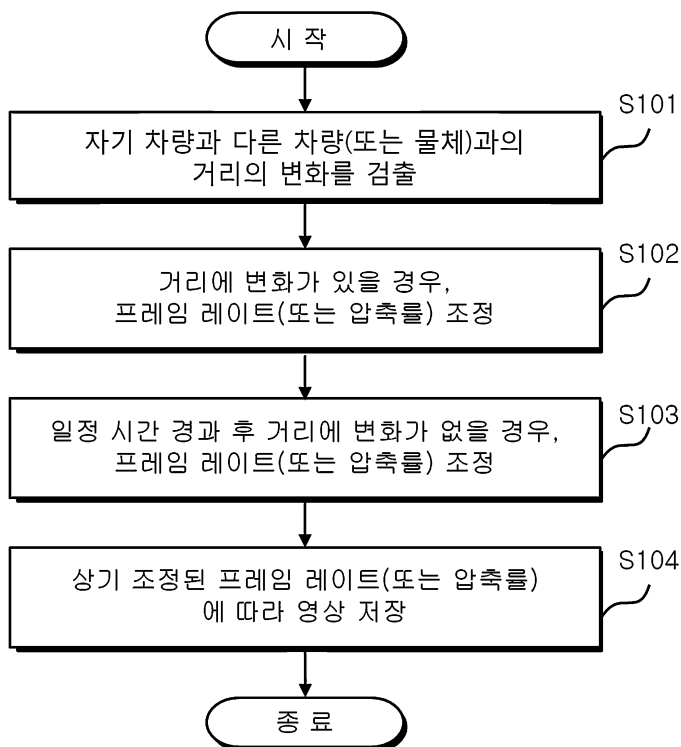 시 작
S101
자기 차량과 다른 차량(또는 물체)과의
거리의 변화를 검출
S102
거리에 변화가 있을 경우,
프레임 레이트(또는 압축률) 조정
S103
일정 시간 경과 후 거리에 변화가 없을 경우,
프레임 레이트(또는 압축률) 조정
S104
상기 조정된 프레임 레이트(또는 압축률)
에 따라 영상 저장
종 료